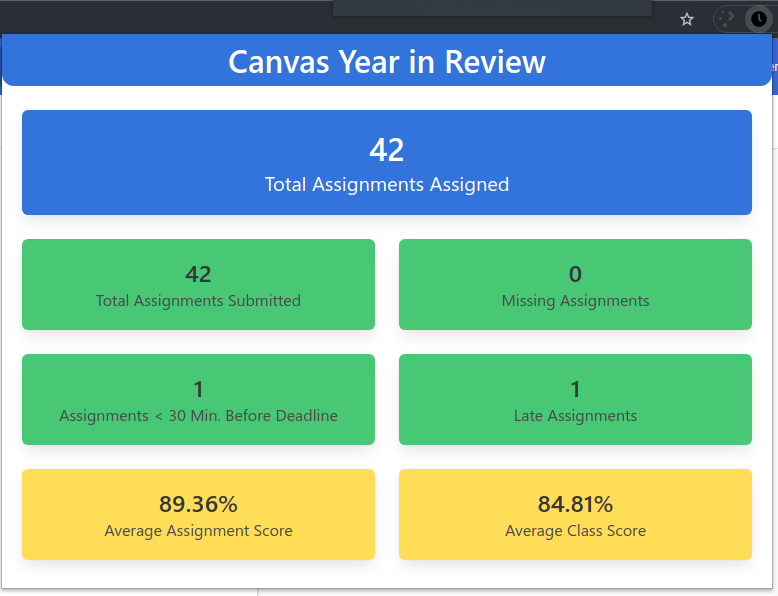 Canvas Year in Review
42
Total Assignments Assigned
42
Total Assignments Submitted
0
Missing Assignments
1
Assignments < 30 Min. Before Deadline
1
Late Assignments
89.36%
Average Assignment Score
84.81%
Average Class Score